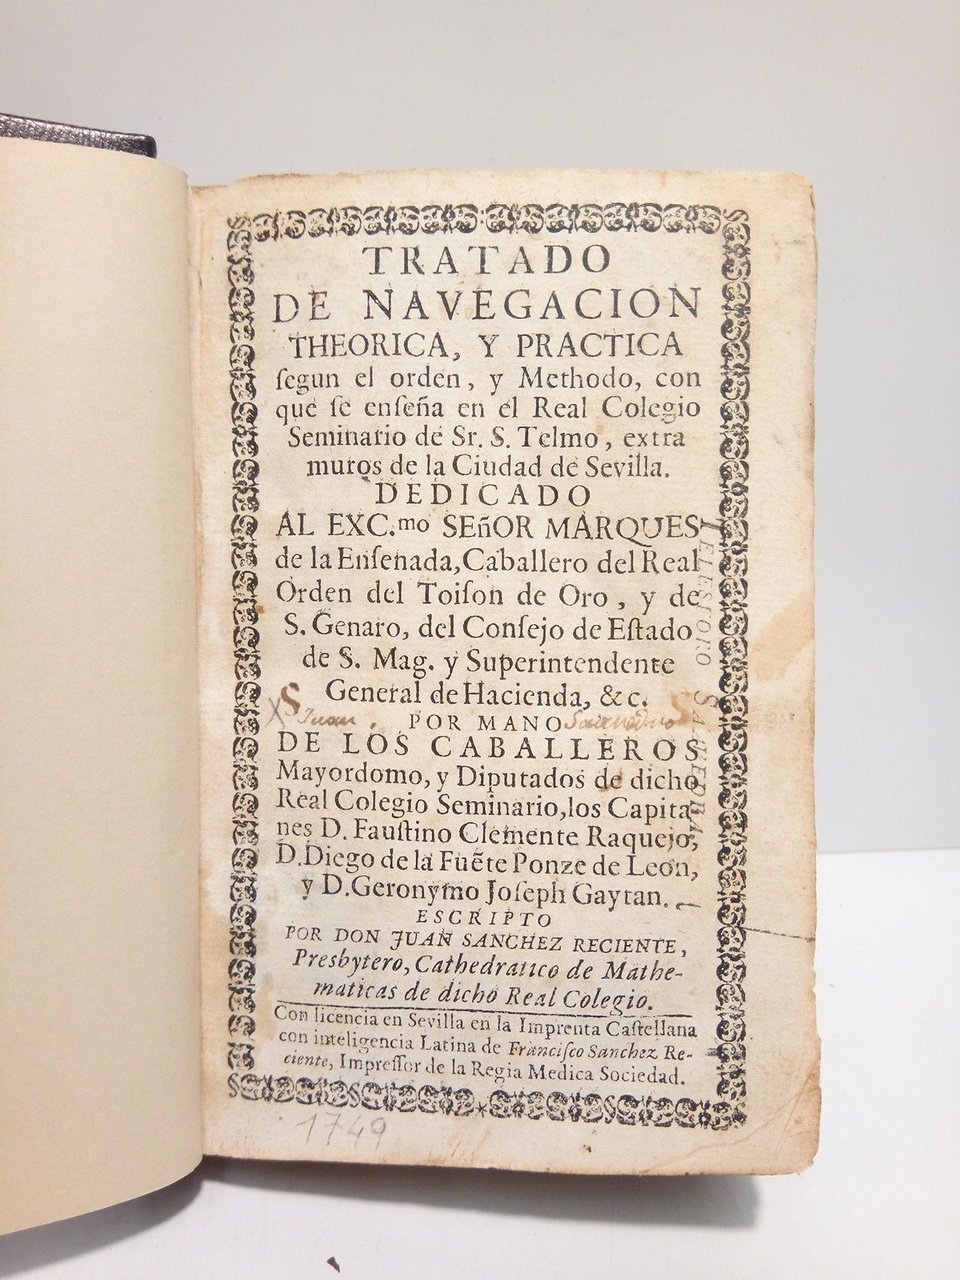 TRATADO
DE NAVEGACION
THEORICA, Y PRACTICA
ſegun el orden, y Methodo, con
que ſe enſeña en el Real Colegio
Seminario de Sr. S. Telmo, extra
muros de la Ciudad de Sevilla.
DEDICADO
AL EXC.mo SEñOR MARQUES
de la Enſenada, Caballero del Real
Orden del Toiſon de Oro, y de
S. Genaro, del Conſejo de Eſtado
de S. Mag. y Superintendente
General de Hacienda, & c.
S Juan
POR MANO
DE LOS CABALLEROS
Mayordomo, y Diputados de dicho
Real Colegio Seminario, los Capita
nes D. Fauſtino Clemente Raquejo,
D. Diego de la Fuẽte Ponze de Leon,
y D. Geronymo Joſeph Gaytan.
ESCRIPTO
POR DON JUAN SANCHEZ RECIENTE,
Presbytero, Cathedratico de Mathe-
maticas de dicho Real Colegio.
Con licencia en Sevilla en la Imprenta Caſtellana
con inteligencia Latina de Franciſco Sanchez Re-
ciente, Impreſſor de la Regia Medica Sociedad.
1749
TELESFORO SAAVEDRA